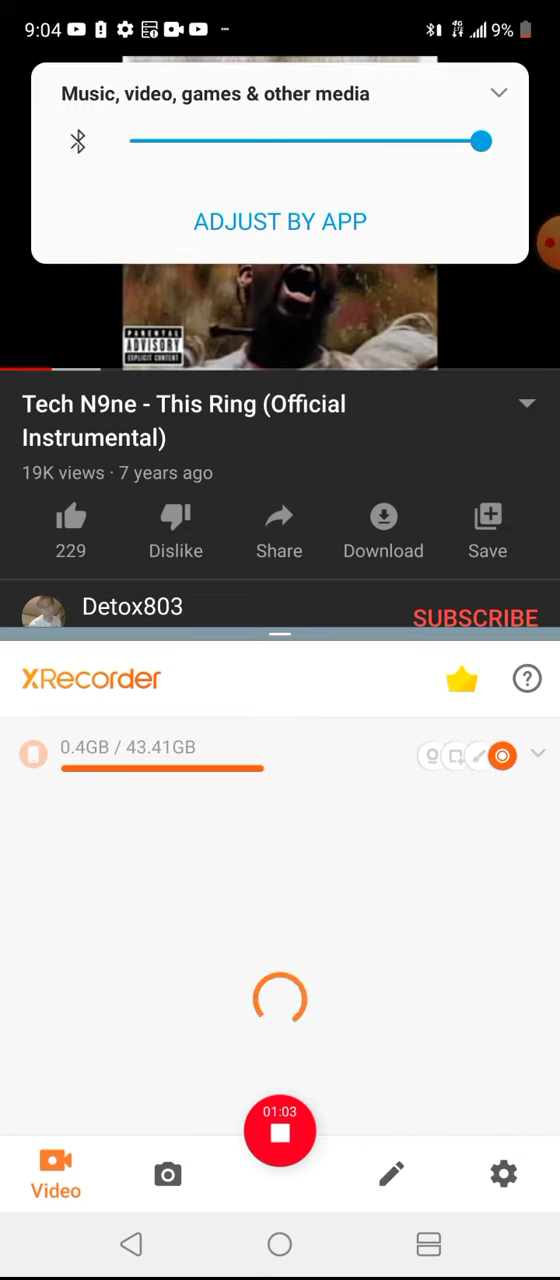 9:04
4G
9%
Music, video, games & other media
ADJUST BY APP
PARENTAL
ADVISORY
EXPLICIT CONTENT
Tech N9ne - This Ring (Official
Instrumental)
19K views · 7 years ago
229
Dislike
Share
Download
Save
Detox803
SUBSCRIBE
XRecorder
0.4GB / 43.41GB
01:03
Video